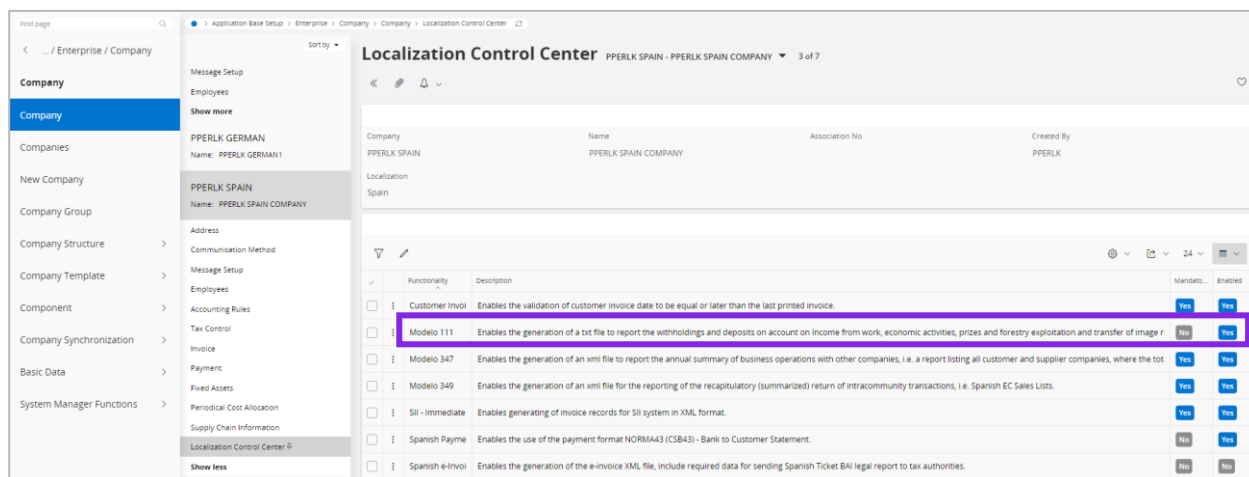 Find page
Application Base Setup > Enterprise > Company > Company > Localization Control Center
... / Enterprise / Company
Company
Company
Companies
New Company
Company Group
Company Structure
Company Template
Component
Company Synchronization
Basic Data
System Manager Functions
Sort by
Message Setup
Employees
Show more
PPERLK GERMAN
Name: PPERLK GERMAN1
PPERLK SPAIN
Name: PPERLK SPAIN COMPANY
Address
Communication Method
Message Setup
Employees
Accounting Rules
Tax Control
Invoice
Payment
Fixed Assets
Periodical Cost Allocation
Supply Chain Information
Localization Control Center
Show less
Localization Control Center PPERLK SPAIN - PPERLK SPAIN COMPANY 3 of 7
Company Name Association No Created By
PPERLK SPAIN PPERLK SPAIN COMPANY PPERLK
Localization
Spain
24
Functionality Description Mandato... Enabled
Customer Invoi Enables the validation of customer invoice date to be equal or later than the last printed invoice. Yes Yes
Modelo 111 Enables the generation of a txt file to report the withholdings and deposits on account on Income from work, economic activities, prizes and forestry exploitation and transfer of image r No Yes
Modelo 347 Enables the generation of an xml file to report the annual summary of business operations with other companies, i.e. a report listing all customer and supplier companies, where the tot Yes Yes
Modelo 349 Enables the generation of an xml file for the reporting of the recapitulatory (summarized) return of intracommunity transactions, i.e. Spanish EC Sales Lists. Yes Yes
SII - Immediate Enables generating of invoice records for SII system in XML format. Yes Yes
Spanish Payme Enables the use of the payment format NORMA43 (CSB43) - Bank to Customer Statement. No Yes
Spanish e-Invoi Enables the generation of the e-invoice XML file, include required data for sending Spanish Ticket BAI legal report to tax authorities. No No